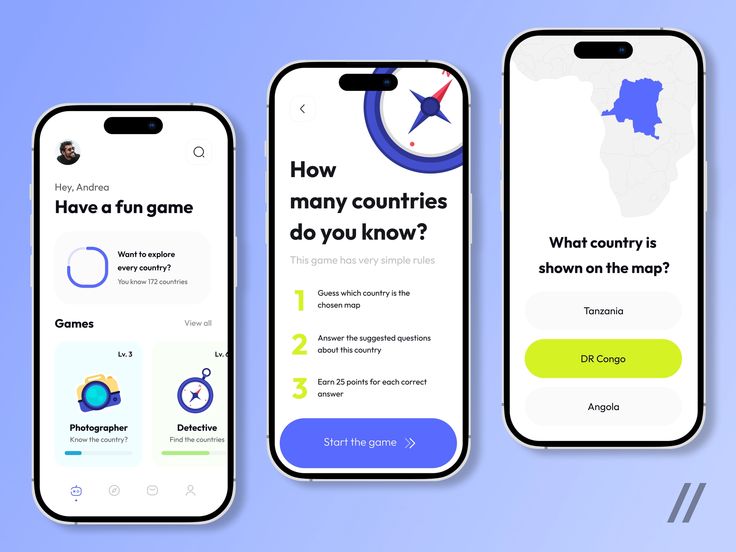 Hey, Andrea
Have a fun game
Want to explore
every country?
You know 172 countries
Games
View all
Lv. 3
Photographer
Know the country?
Lv. 6
Detective
Find the countries
N
How
many countries
do you know?
This game has very simple rules
1
Guess which country is the
chosen map
2
Answer the suggested questions
about this country
3
Earn 25 points for each correct
answer
Start the game
What country is
shown on the map?
Tanzania
DR Congo
Angola